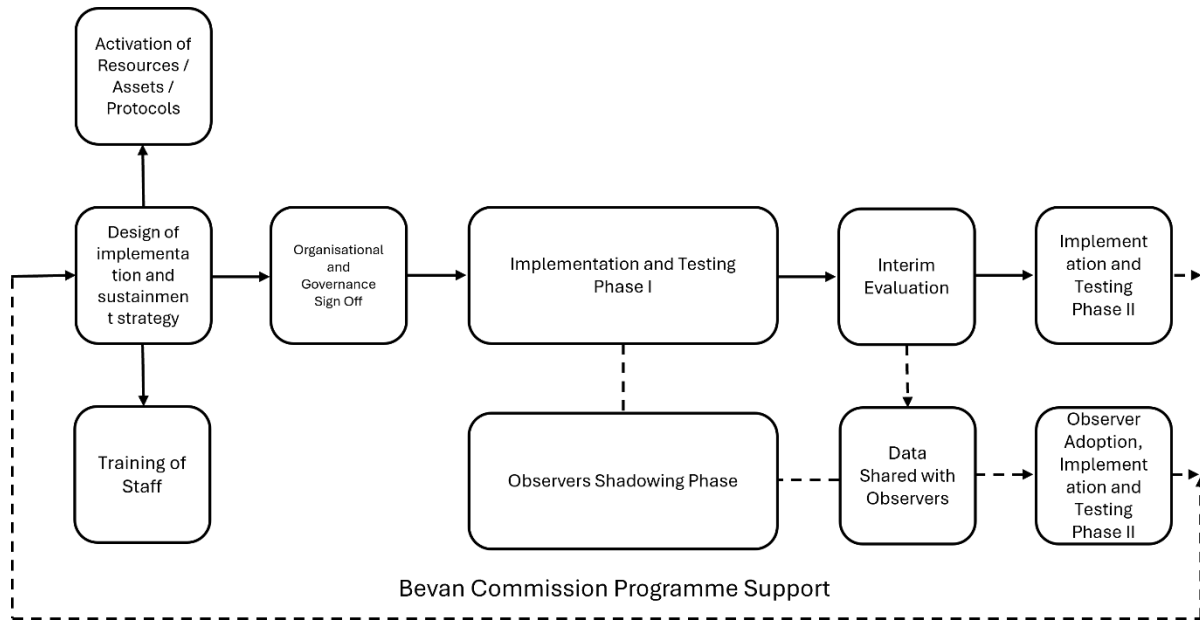 Activation of
Resources /
Assets /
Protocols
Design of
implementa
tion and
sustainmen
t strategy
Organisational
and
Governance
Sign Off
Implementation and Testing
Phase I
Interim
Evaluation
Implement
ation and
Testing
Phase II
Training of
Staff
Observers Shadowing Phase
Data
Shared with
Observers
Observer
Adoption,
Implement
ation and
Testing
Phase II
Bevan Commission Programme Support